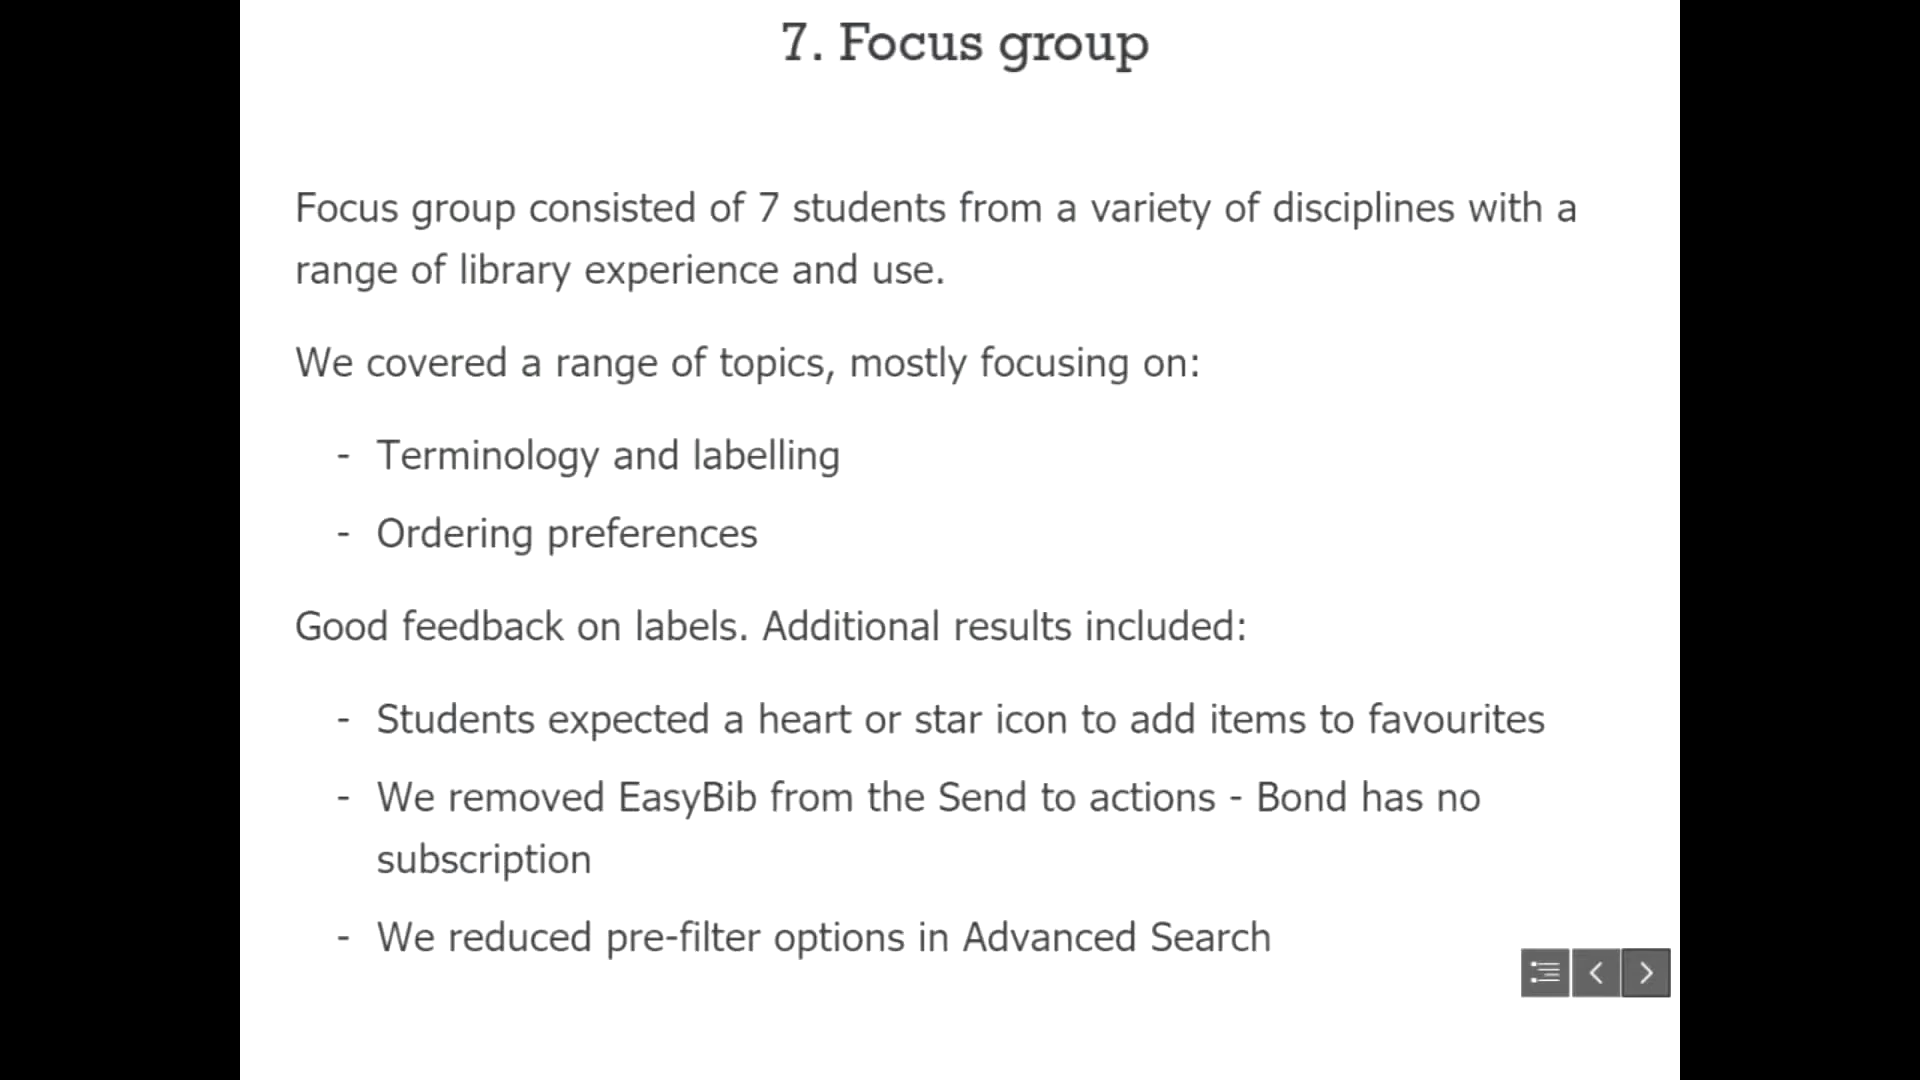 7. Focus group
Focus group consisted of 7 students from a variety of disciplines with a
range of library experience and use.
We covered a range of topics, mostly focusing on:
- Terminology and labelling
- Ordering preferences
Good feedback on labels. Additional results included:
- Students expected a heart or star icon to add items to favourites
- We removed EasyBib from the Send to actions - Bond has no
subscription
- We reduced pre-filter options in Advanced Search